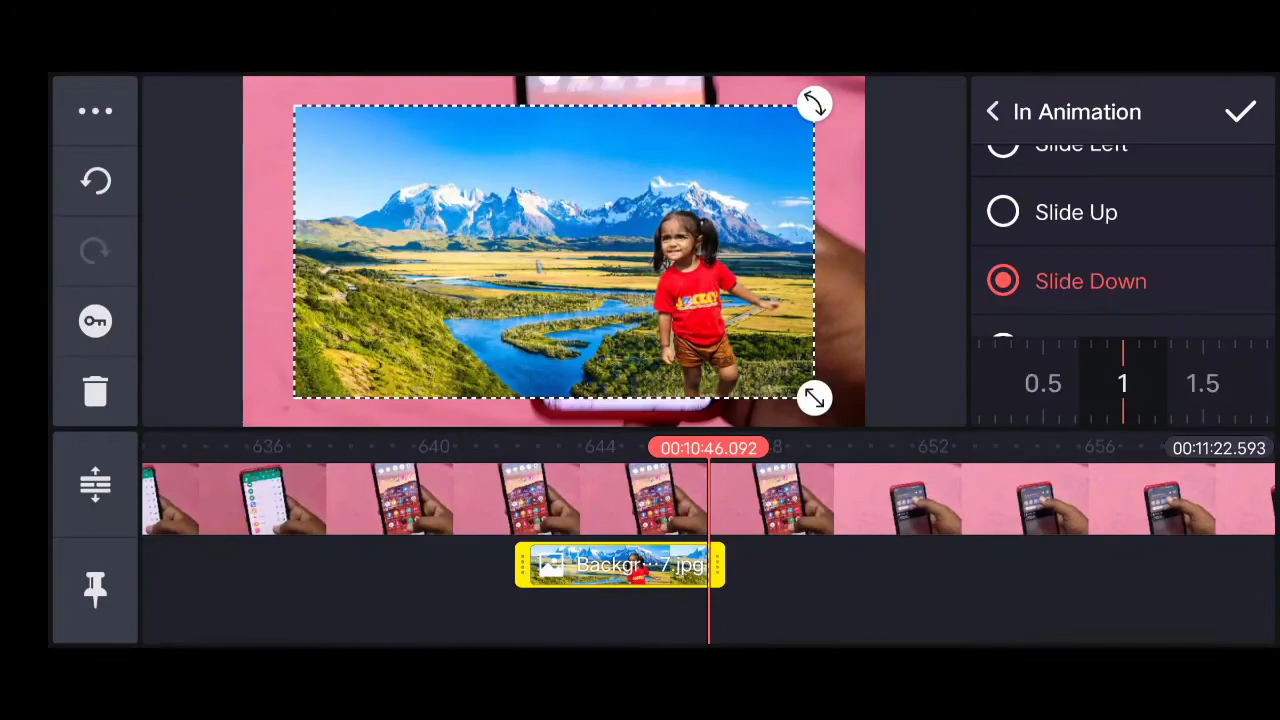 In Animation
Slide Left
Slide Up
Slide Down
0.5 1 1.5
636 640 644 00:10:46.092 8 652 656 00:11:22.593
Backgr···7.jpg